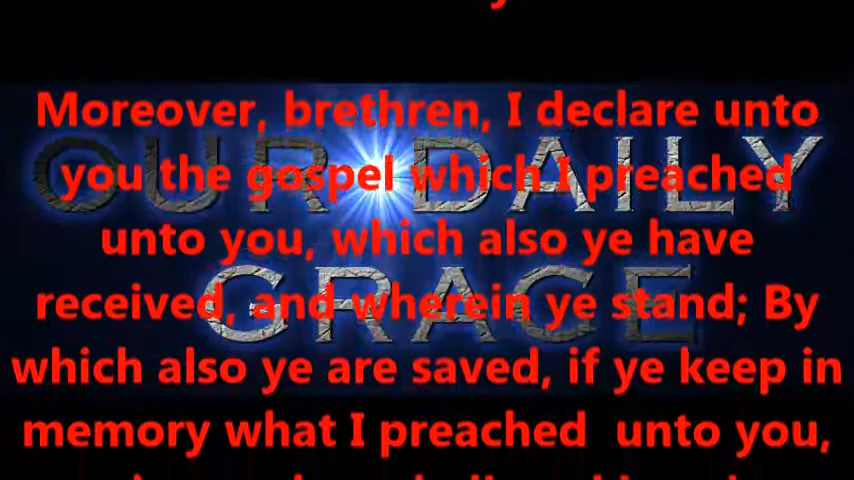 Moreover, brethren, I declare unto
you the gospel which I preached
unto you, which also ye have
received, and wherein ye stand; By
which also ye are saved, if ye keep in
memory what I preached unto you,
OUR DAILY
GRACE